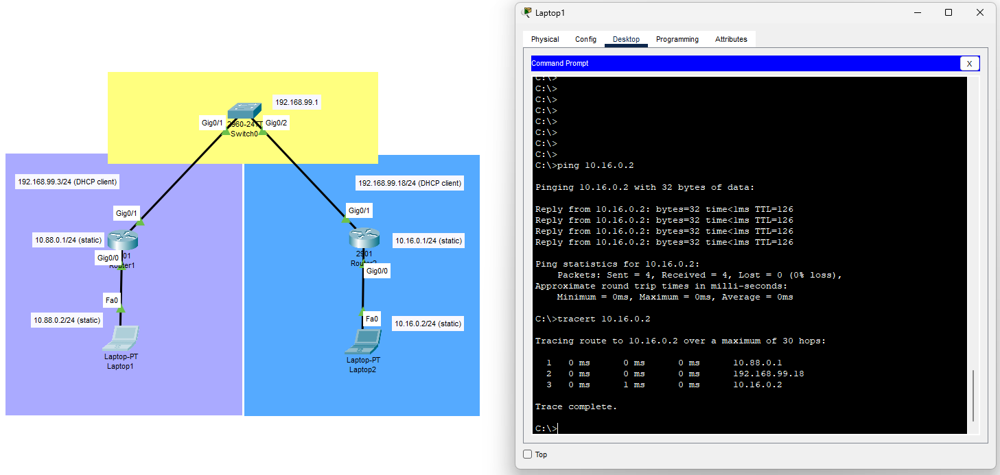 192.168.99.1
Gig0/1
Gig0/2
2960-24TT
Switch0
192.168.99.3/24 (DHCP client)
192.168.99.18/24 (DHCP client)
Gig0/1
Gig0/1
10.88.0.1/24 (static)
10.16.0.1/24 (static)
Gig0/0
01
Router1
2901
Gig0/0
Fa0
Fa0
10.88.0.2/24 (static)
10.16.0.2/24 (static)
Laptop-PT
Laptop1
Laptop-PT
Laptop2
Laptop1
Physical Config Desktop Programming Attributes
Command Prompt
X
C:\>
C:\>
C:\>
C:\>
C:\>
C:\>
C:\>
C:\>
C:\>ping 10.16.0.2
Pinging 10.16.0.2 with 32 bytes of data:
Reply from 10.16.0.2: bytes=32 time<1ms TTL=126
Reply from 10.16.0.2: bytes=32 time<1ms TTL=126
Reply from 10.16.0.2: bytes=32 time<1ms TTL=126
Reply from 10.16.0.2: bytes=32 time<1ms TTL=126
Ping statistics for 10.16.0.2:
Packets: Sent = 4, Received = 4, Lost = 0 (0% loss),
Approximate round trip times in milli-seconds:
Minimum = 0ms, Maximum = 0ms, Average = 0ms
C:\>tracert 10.16.0.2
Tracing route to 10.16.0.2 over a maximum of 30 hops:
1 0 ms 0 ms 0 ms 10.88.0.1
2 0 ms 0 ms 0 ms 192.168.99.18
3 0 ms 1 ms 0 ms 10.16.0.2
Trace complete.
C:\>
Top